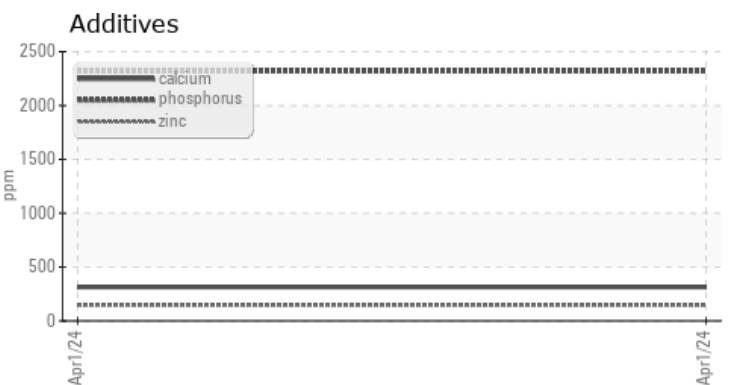 Additives
2500
2000
1500
1000
500
0
ppm
calcium
phosphorus
zinc
Apr1/24
Apr1/24